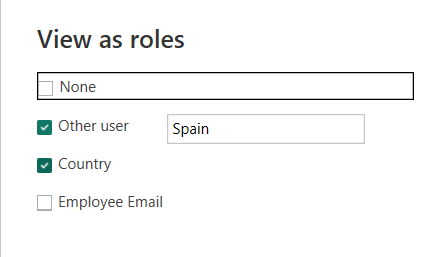 View as roles
None
Other user Spain
Country
Employee Email